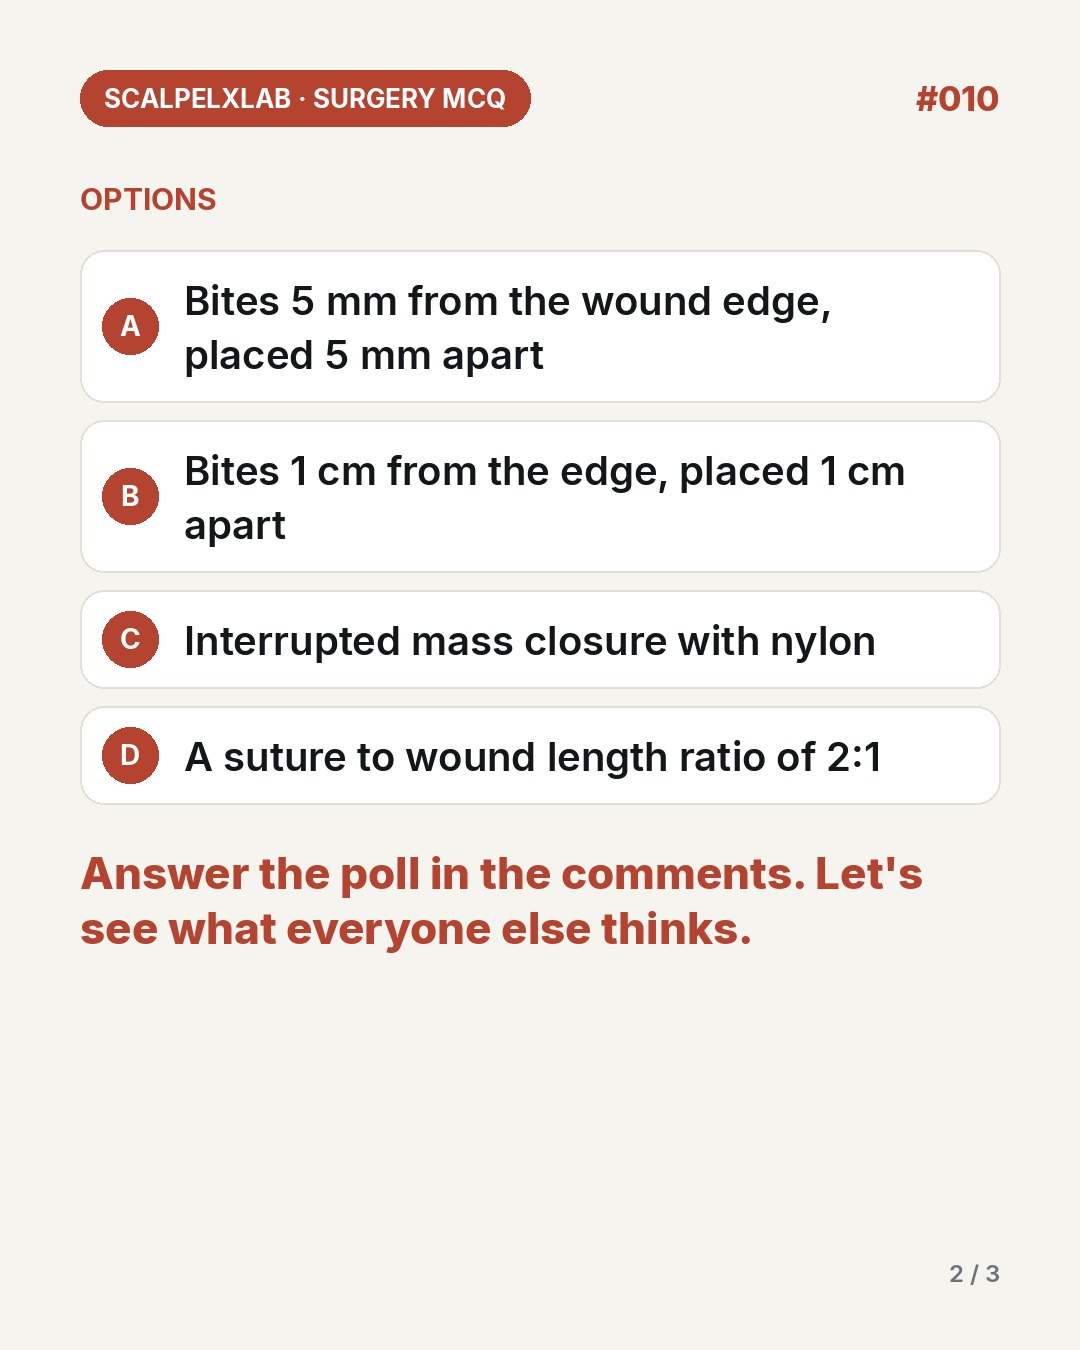 SCALPELXLAB · SURGERY MCQ
#010
OPTIONS
A
Bites 5 mm from the wound edge,
placed 5 mm apart
B
Bites 1 cm from the edge, placed 1 cm
apart
C
Interrupted mass closure with nylon
D
A suture to wound length ratio of 2:1
Answer the poll in the comments. Let's
see what everyone else thinks.
2 / 3